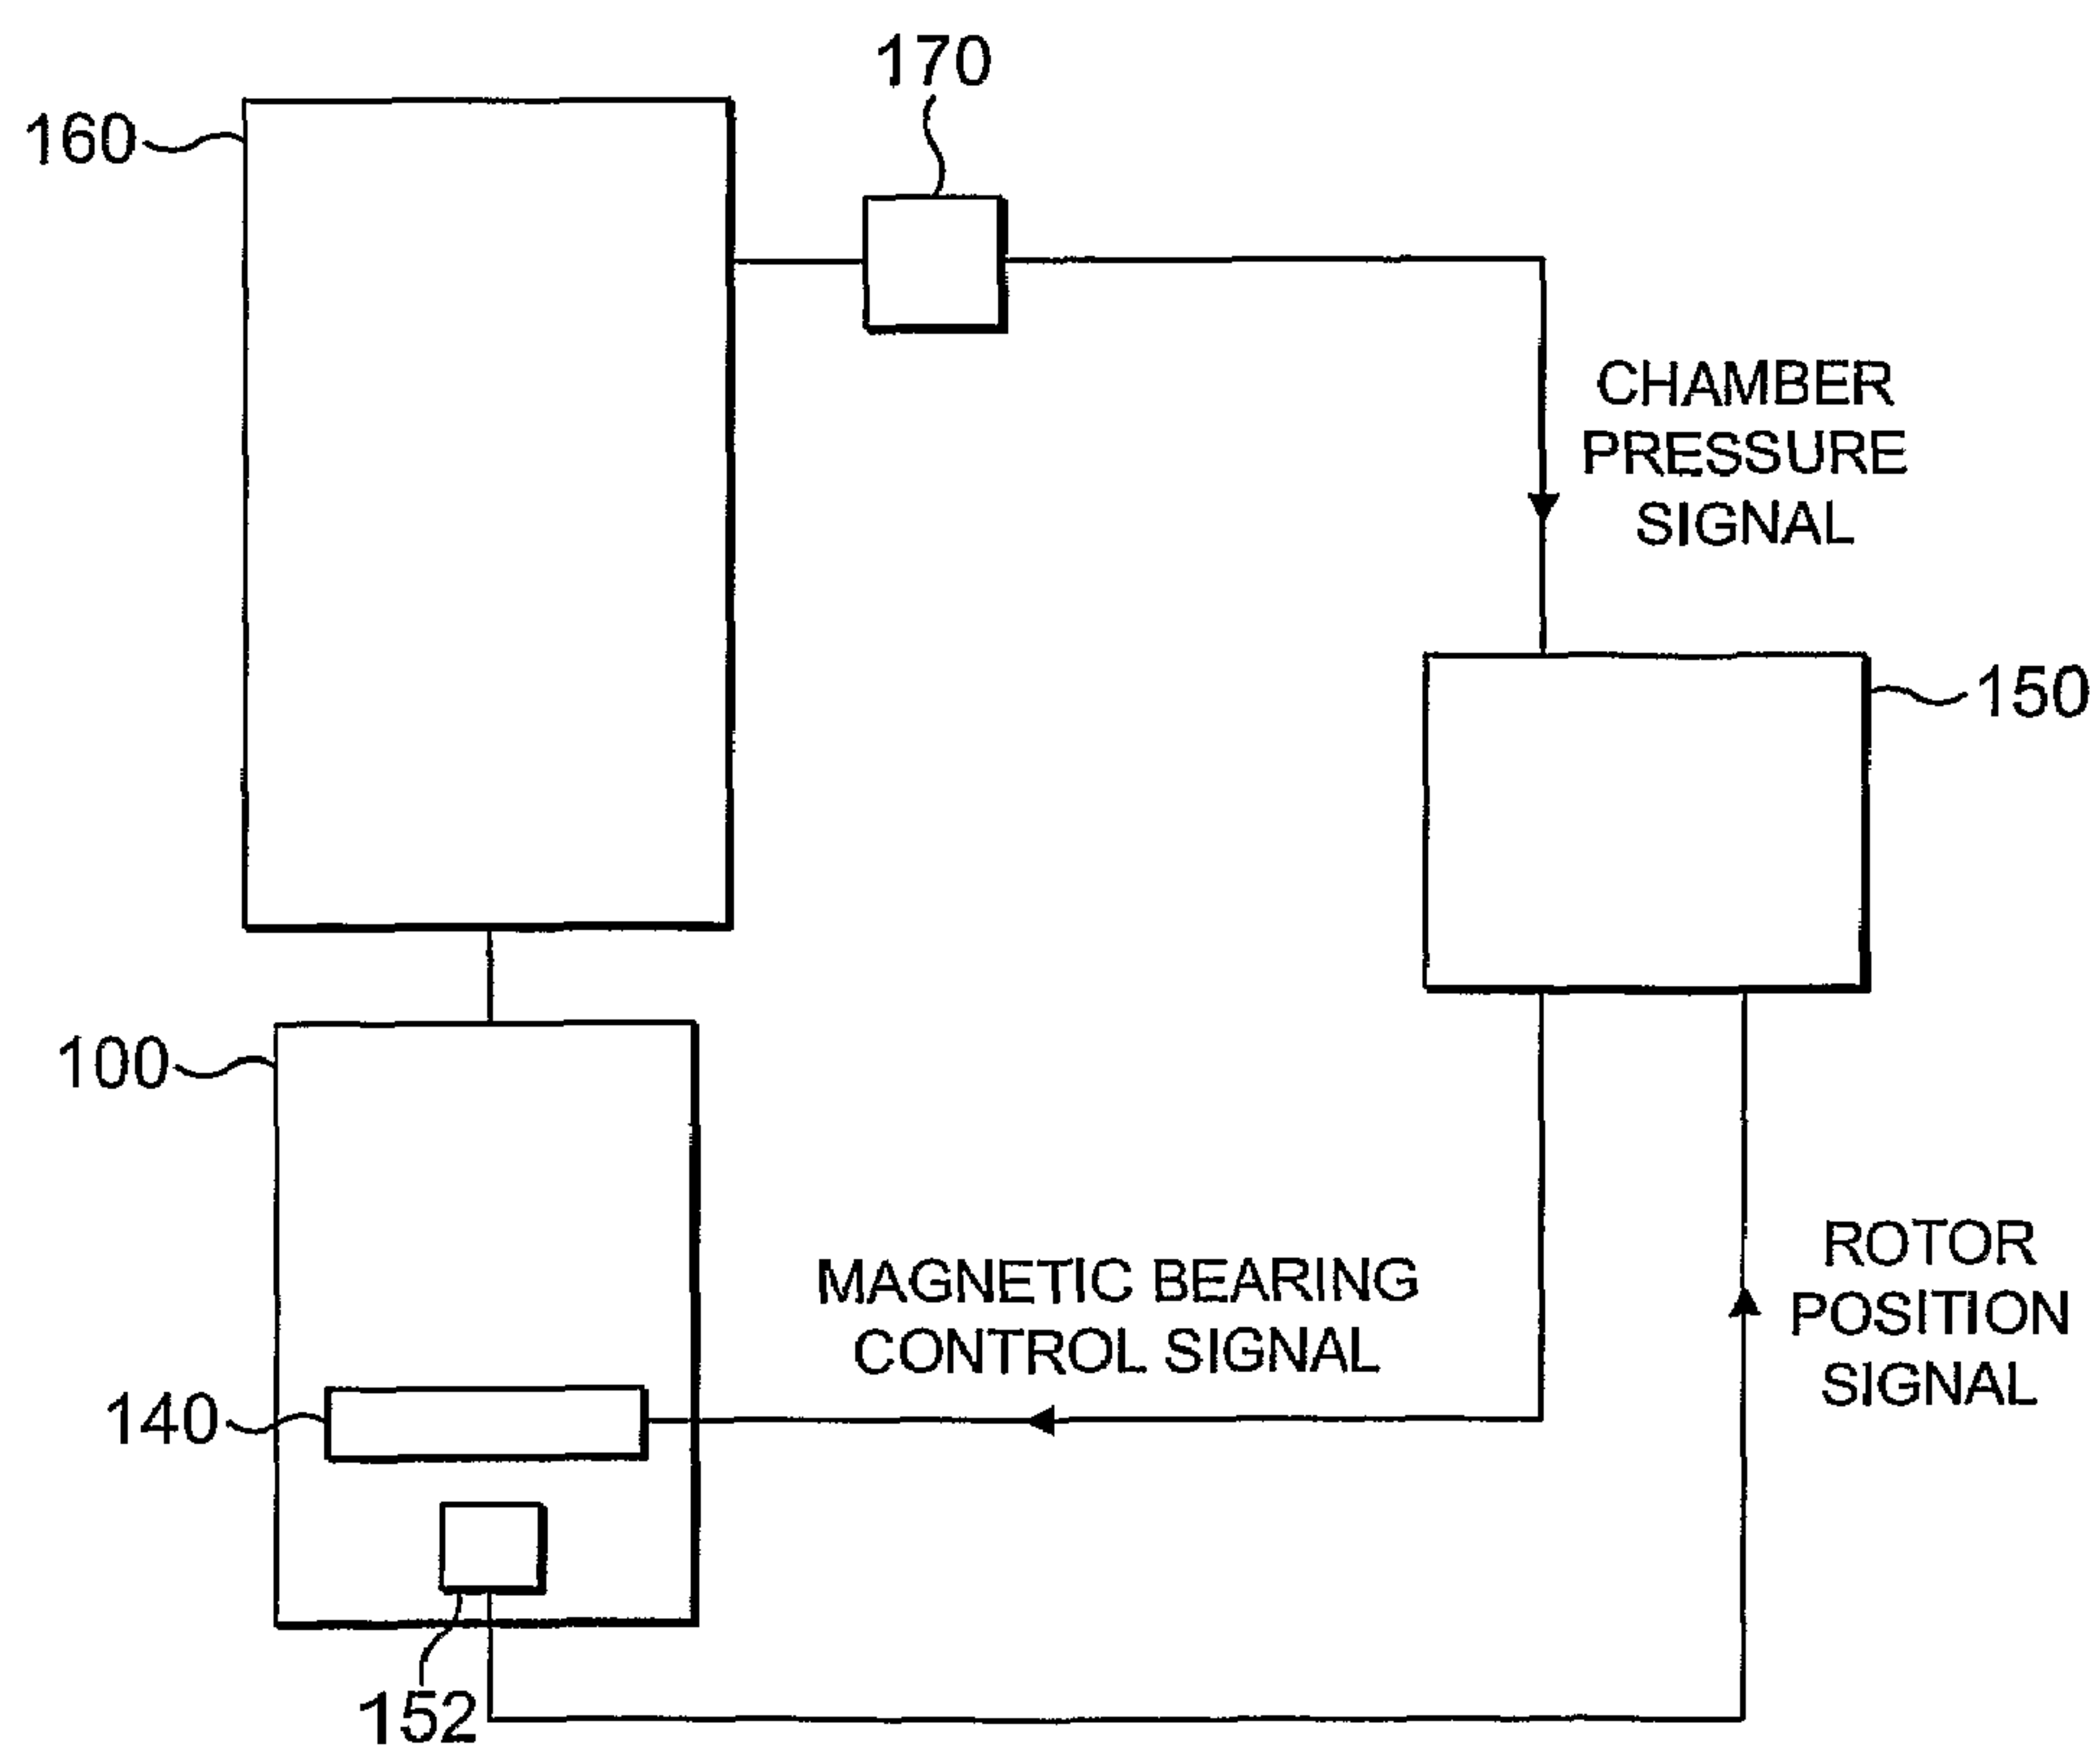 170
160
CHAMBER
PRESSURE
SIGNAL
150
100
MAGNETIC BEARING
CONTROL SIGNAL
ROTOR
POSITION
SIGNAL
140
152